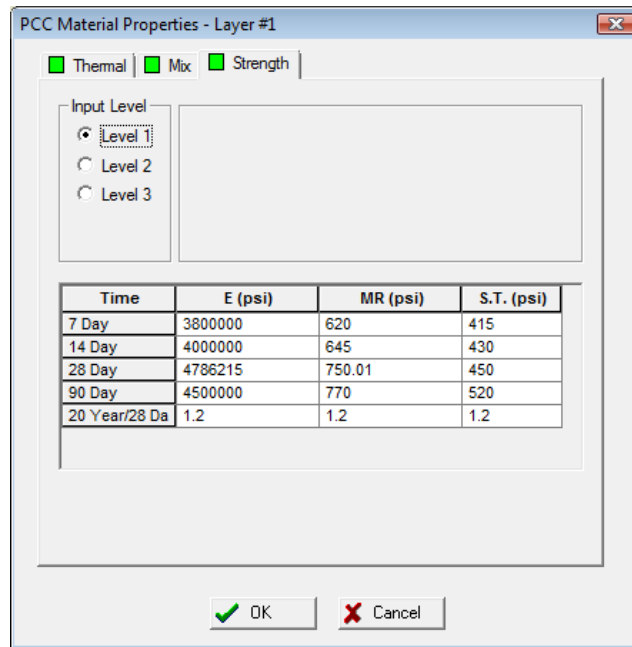 PCC Material Properties - Layer #1
Thermal Mix Strength
Input Level
Level 1
Level 2
Level 3
Time E (psi) MR (psi) S.T. (psi)
7 Day 3800000 620 415
14 Day 4000000 645 430
28 Day 4786215 750.01 450
90 Day 4500000 770 520
20 Year/28 Da 1.2 1.2 1.2
OK Cancel